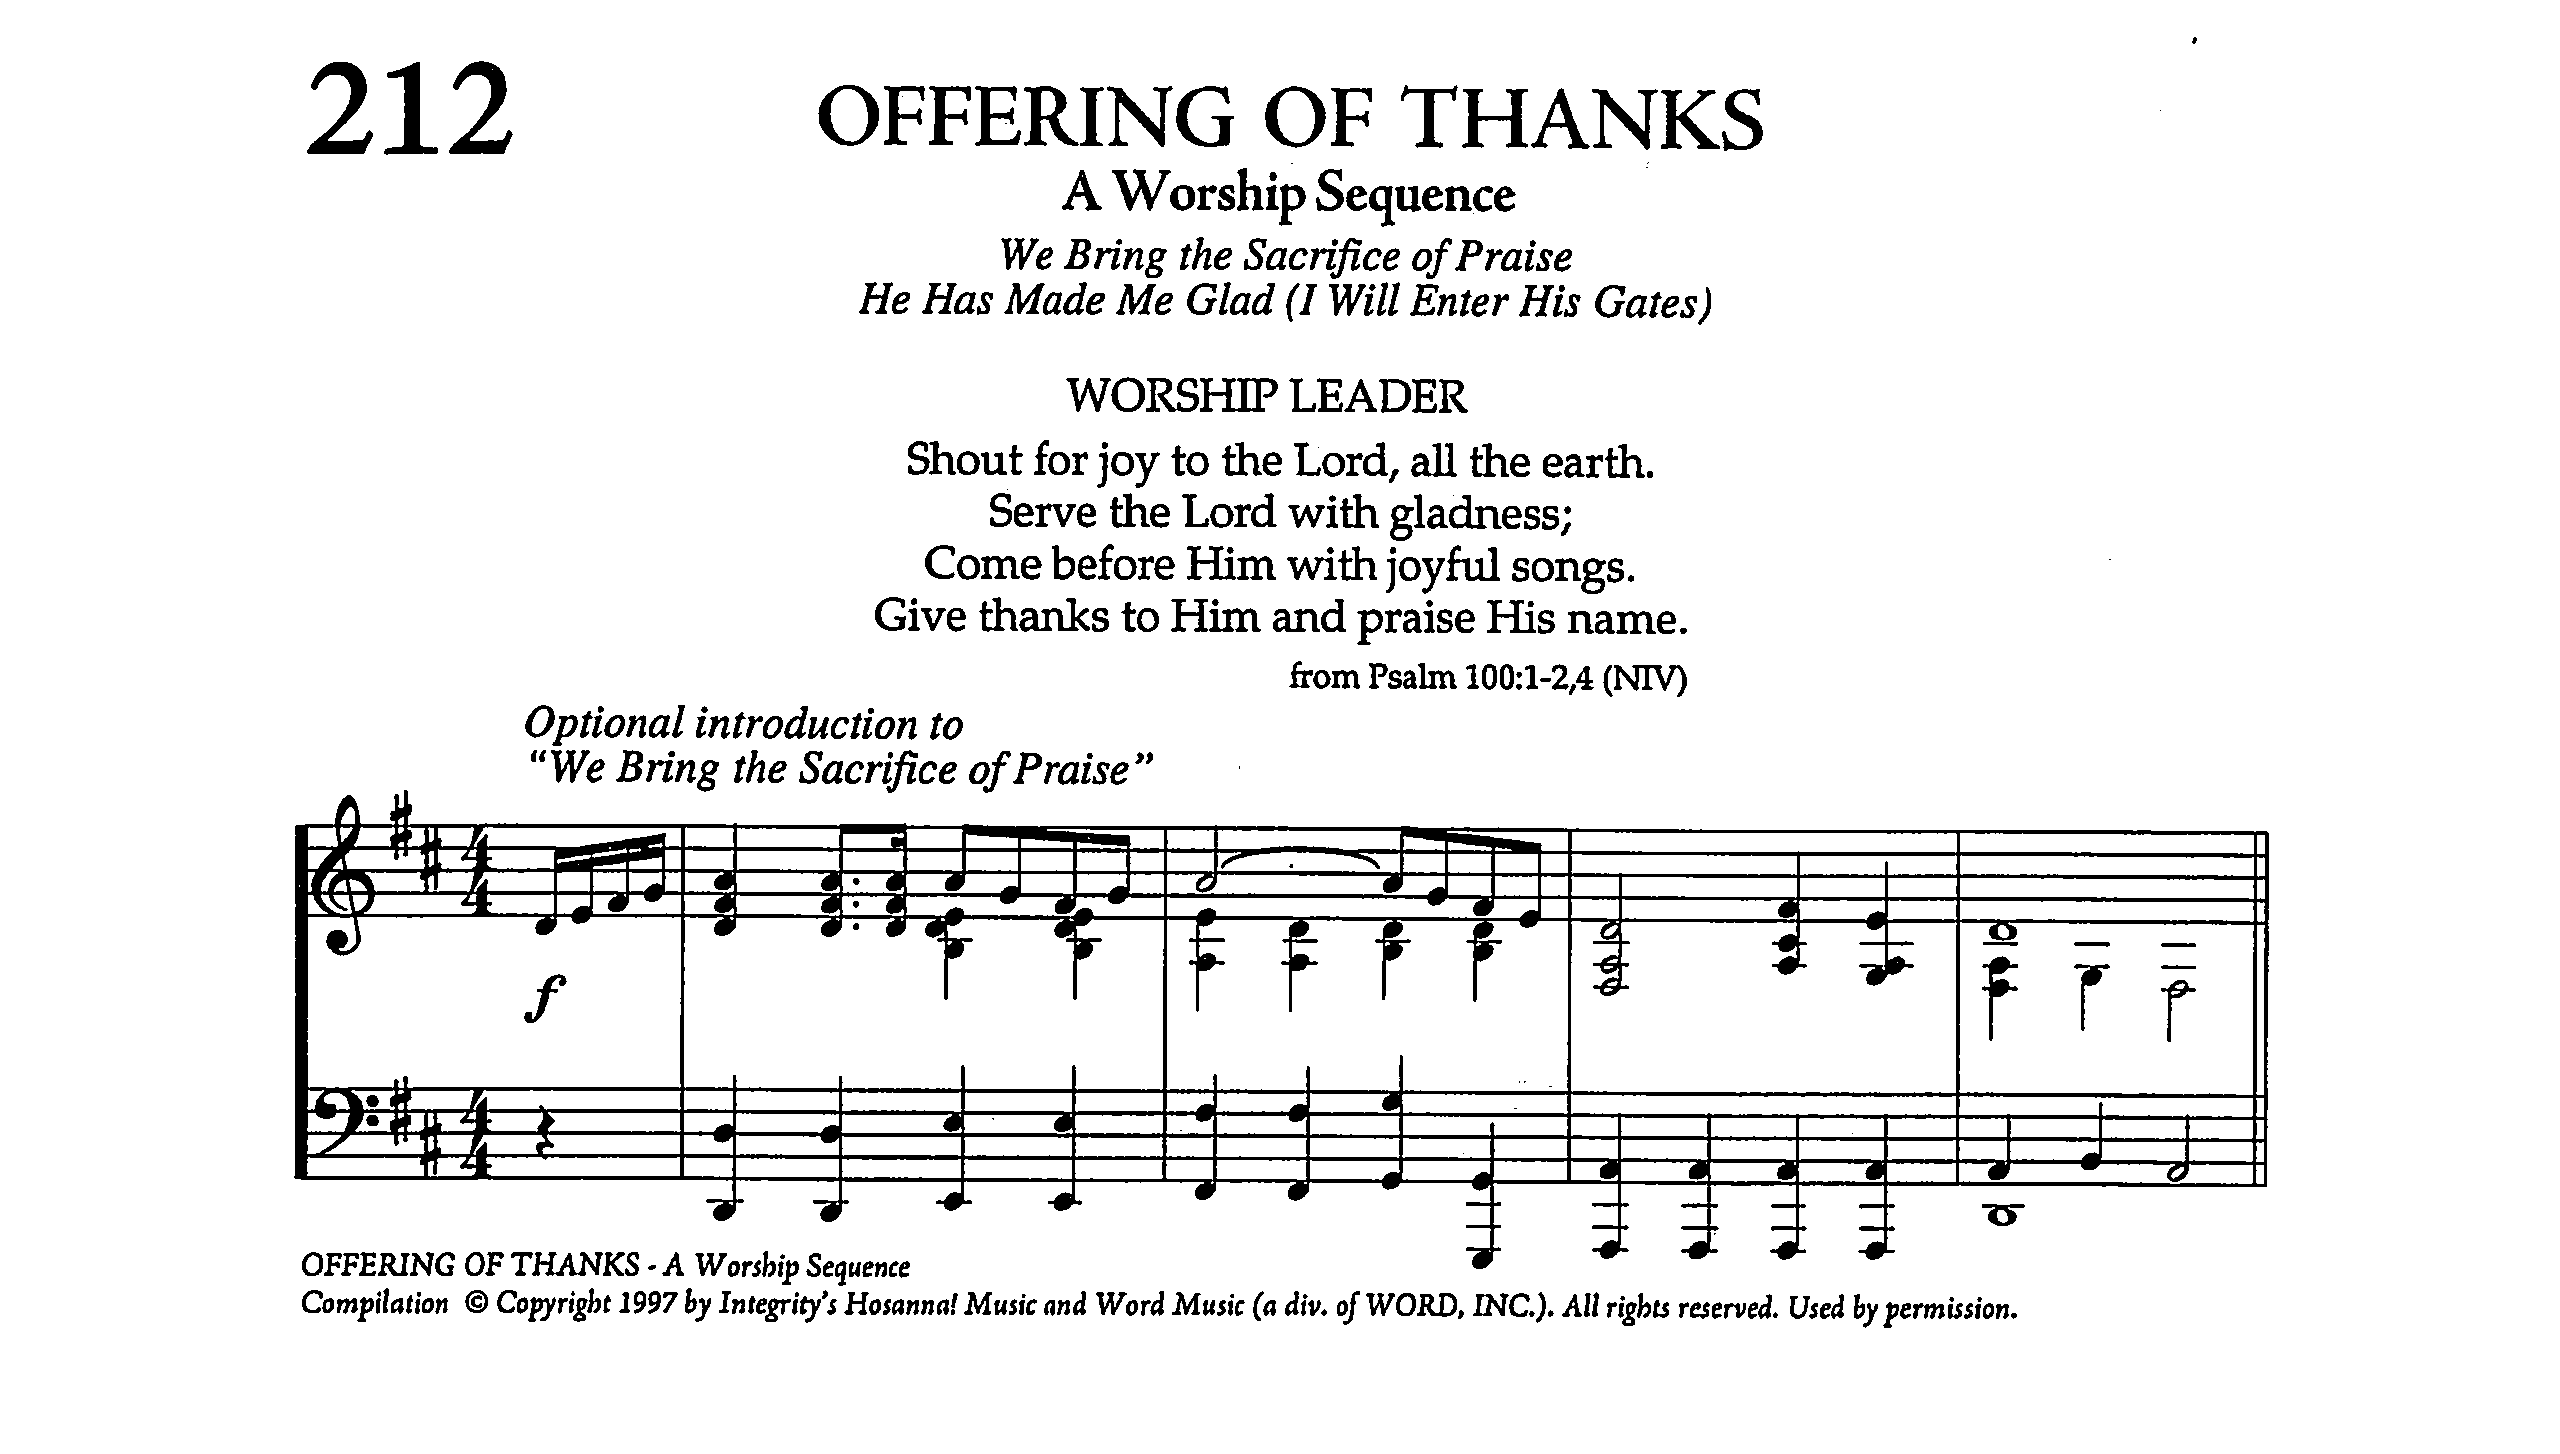 212
OFFERING OF THANKS
A Worship Sequence
We Bring the Sacrifice of Praise
He Has Made Me Glad (I Will Enter His Gates)
WORSHIP LEADER
Shout for joy to the Lord, all the earth.
Serve the Lord with gladness;
Come before Him with joyful songs.
Give thanks to Him and praise His name.
from Psalm 100:1-2,4 (NIV)
Optional introduction to
“We Bring the Sacrifice of Praise”
4
4
f
4
4
OFFERING OF THANKS - A Worship Sequence
Compilation © Copyright 1997 by Integrity's Hosanna! Music and Word Music (a div. of WORD, INC.). All rights reserved. Used by permission.